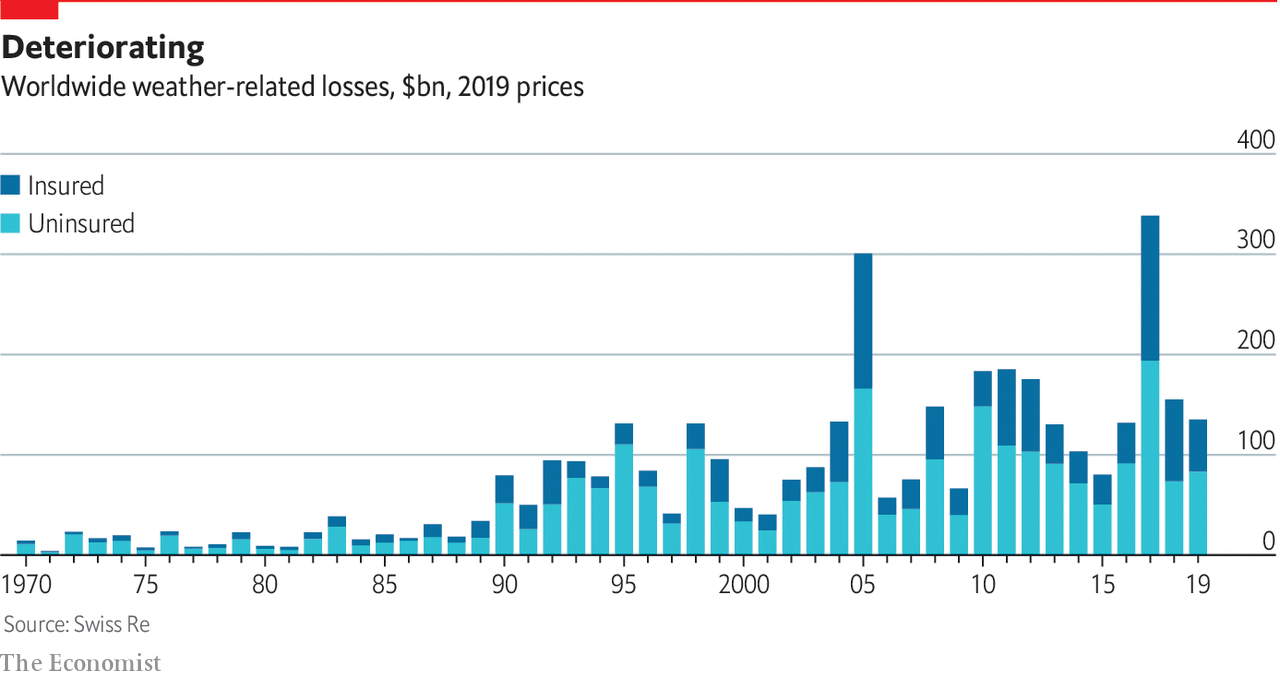 Deteriorating
Worldwide weather-related losses, $bn, 2019 prices
400
Insured
Uninsured
300
200
100
0
1970 75 80 85 90 95 2000 05 10 15 19
Source: Swiss Re
The Economist